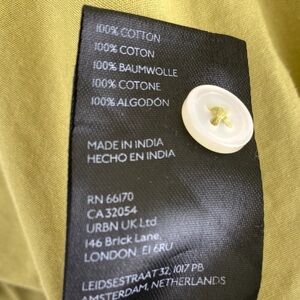 100% COTTON
100% COTON
100% BAUMWOLLE
100% COTONE
100% ALGODÓN
MADE IN INDIA
HECHO EN INDIA
RN 66170
CA 32054
URBN UK Ltd
146 Brick Lane,
LONDON E1 6RU
LEIDSESTRAAT 32, 1017 PB
AMSTERDAM, NETHERLANDS